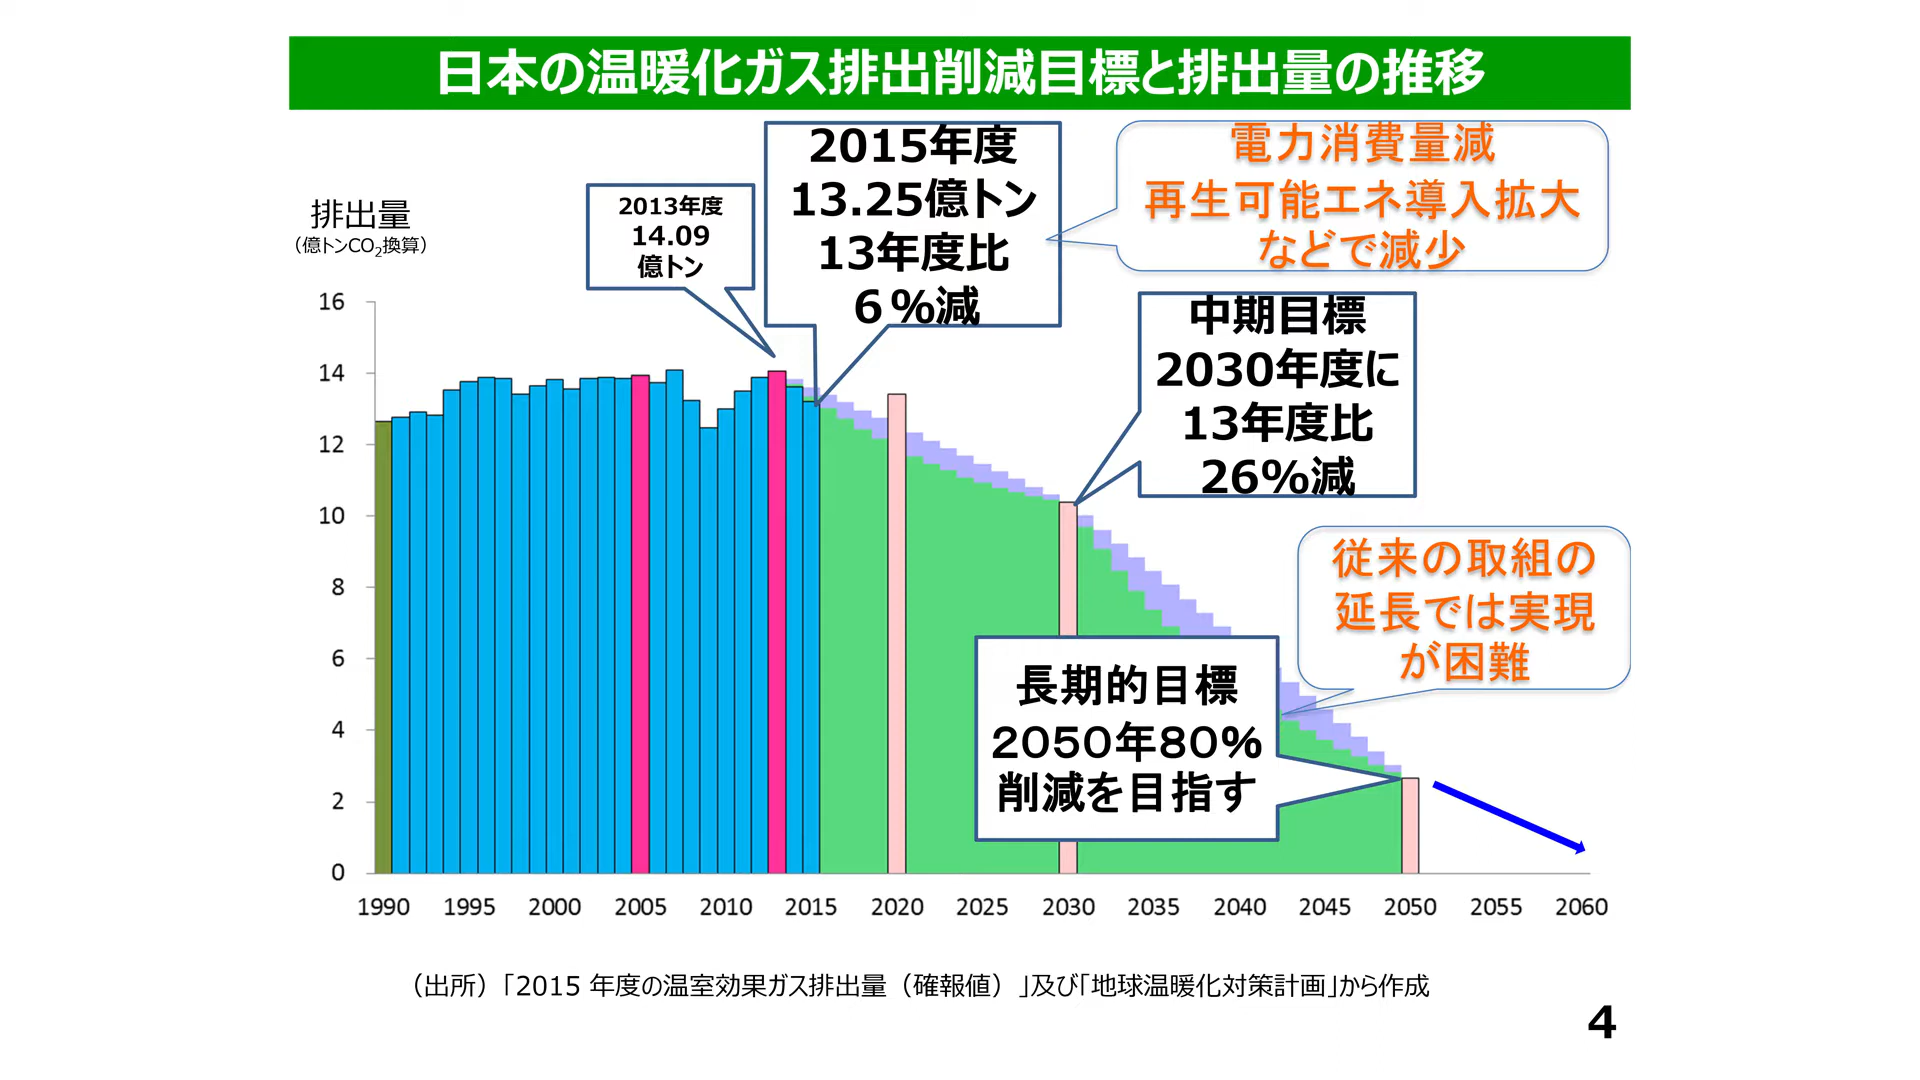 日本の温暖化ガス排出削減目標と排出量の推移
排出量
（億トンCO2換算）
2013年度
14.09
億トン
2015年度
13.25億トン
13年度比
６%減
電力消費量減
再生可能エネ導入拡大
などで減少
中期目標
2030年度に
13年度比
26%減
従来の取組の
延長では実現
が困難
長期的目標
２０５０年８０％
削減を目指す
16
14
12
10
8
6
4
2
0
1990 1995 2000 2005 2010 2015 2020 2025 2030 2035 2040 2045 2050 2055 2060
（出所）「2015 年度の温室効果ガス排出量（確報値）」及び「地球温暖化対策計画」から作成
4